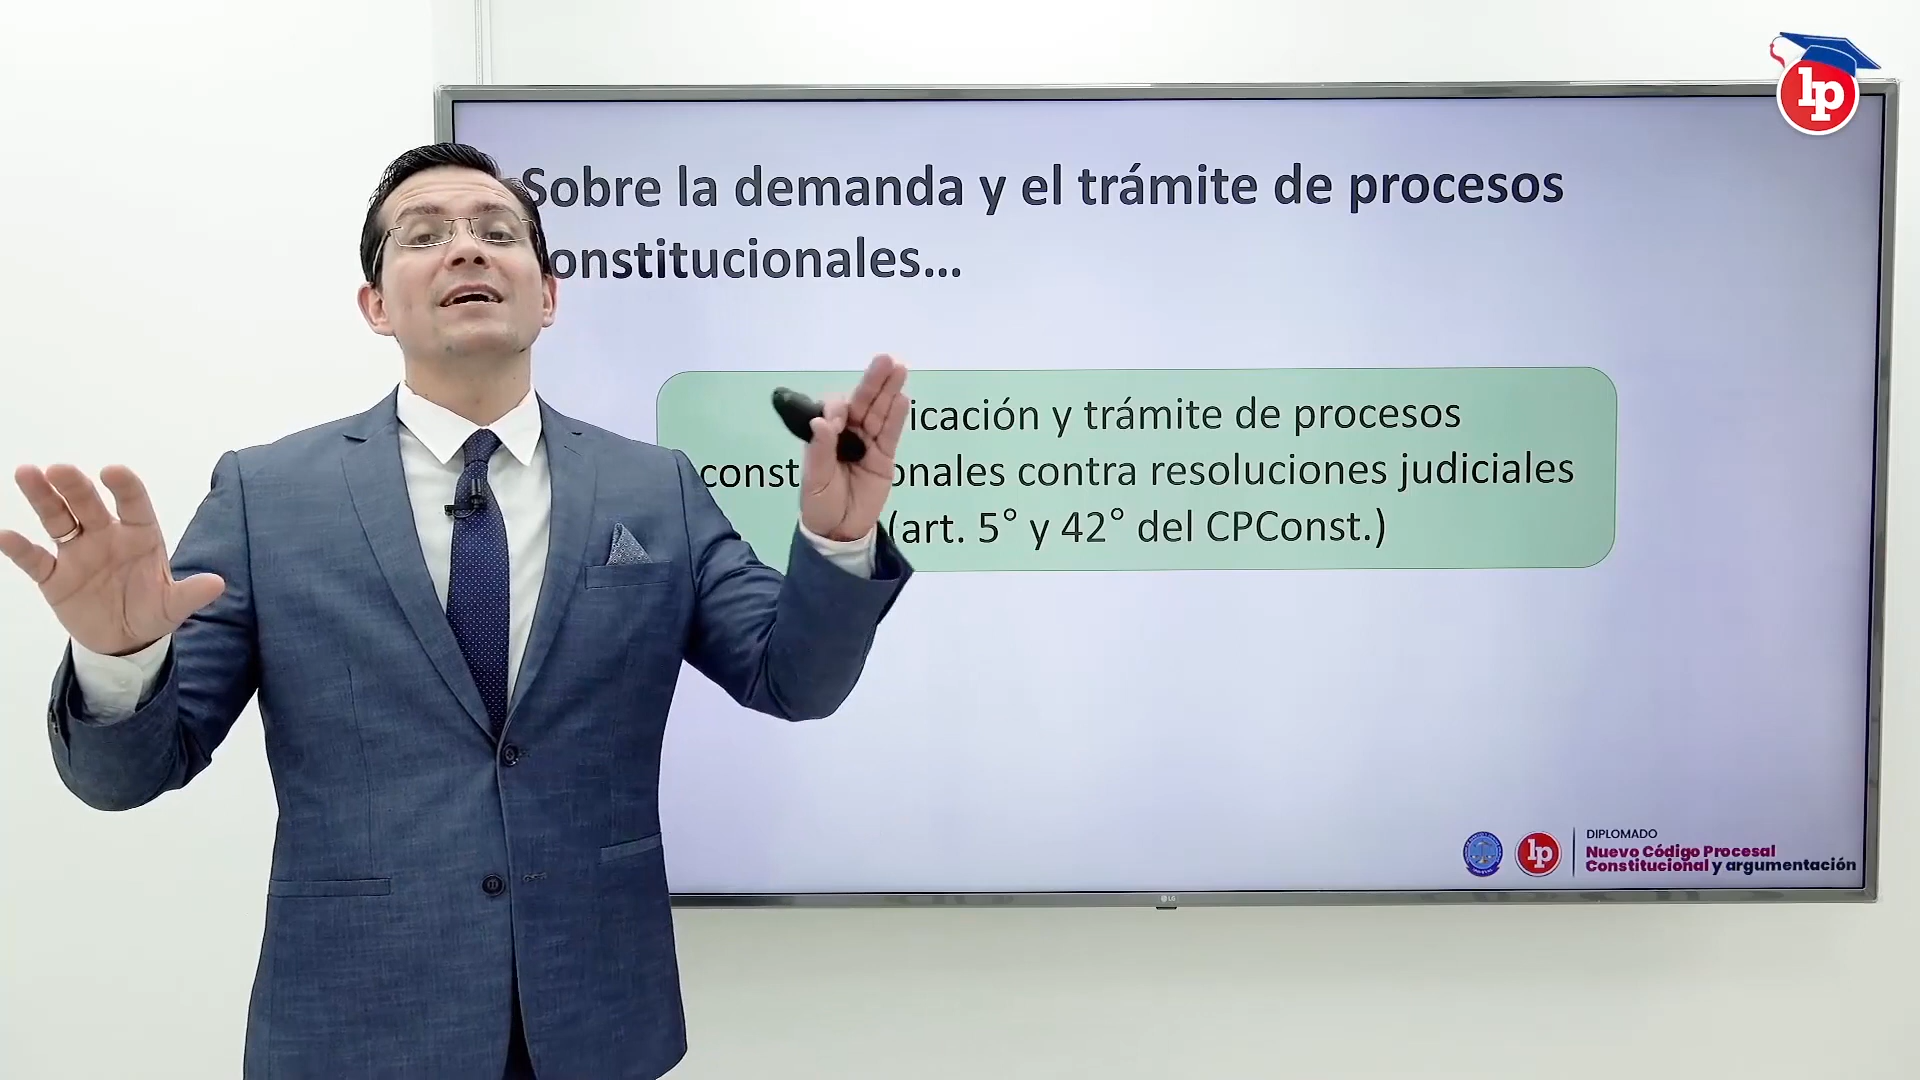 lp
Sobre la demanda y el trámite de procesos
onstitucionales...
icación y trámite de procesos
const onales contra resoluciones judiciales
(art. 5° y 42° del CPConst.)
lp
DIPLOMADO
Nuevo Código Procesal
Constitucional y argumentación
LG